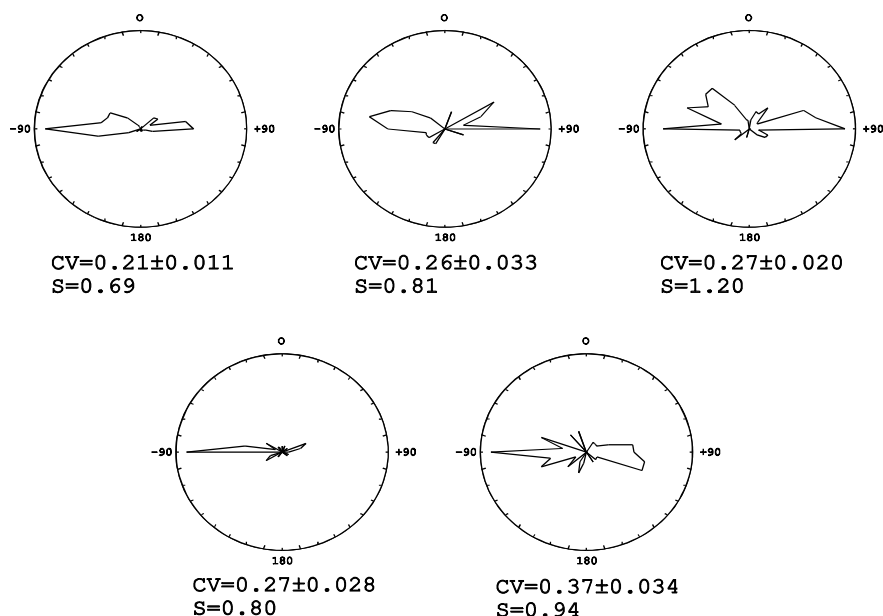 0 0 0
-90 +90 -90 +90 -90 +90
180 180 180
CV=0.21±0.011 CV=0.26±0.033 CV=0.27±0.020
S=0.69 S=0.81 S=1.20
0 0
-90 +90 -90 +90
180 180
CV=0.27±0.028 CV=0.37±0.034
S=0.80 S=0.94